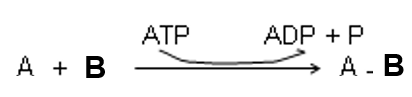 ATP ADP + P
A + B A - B